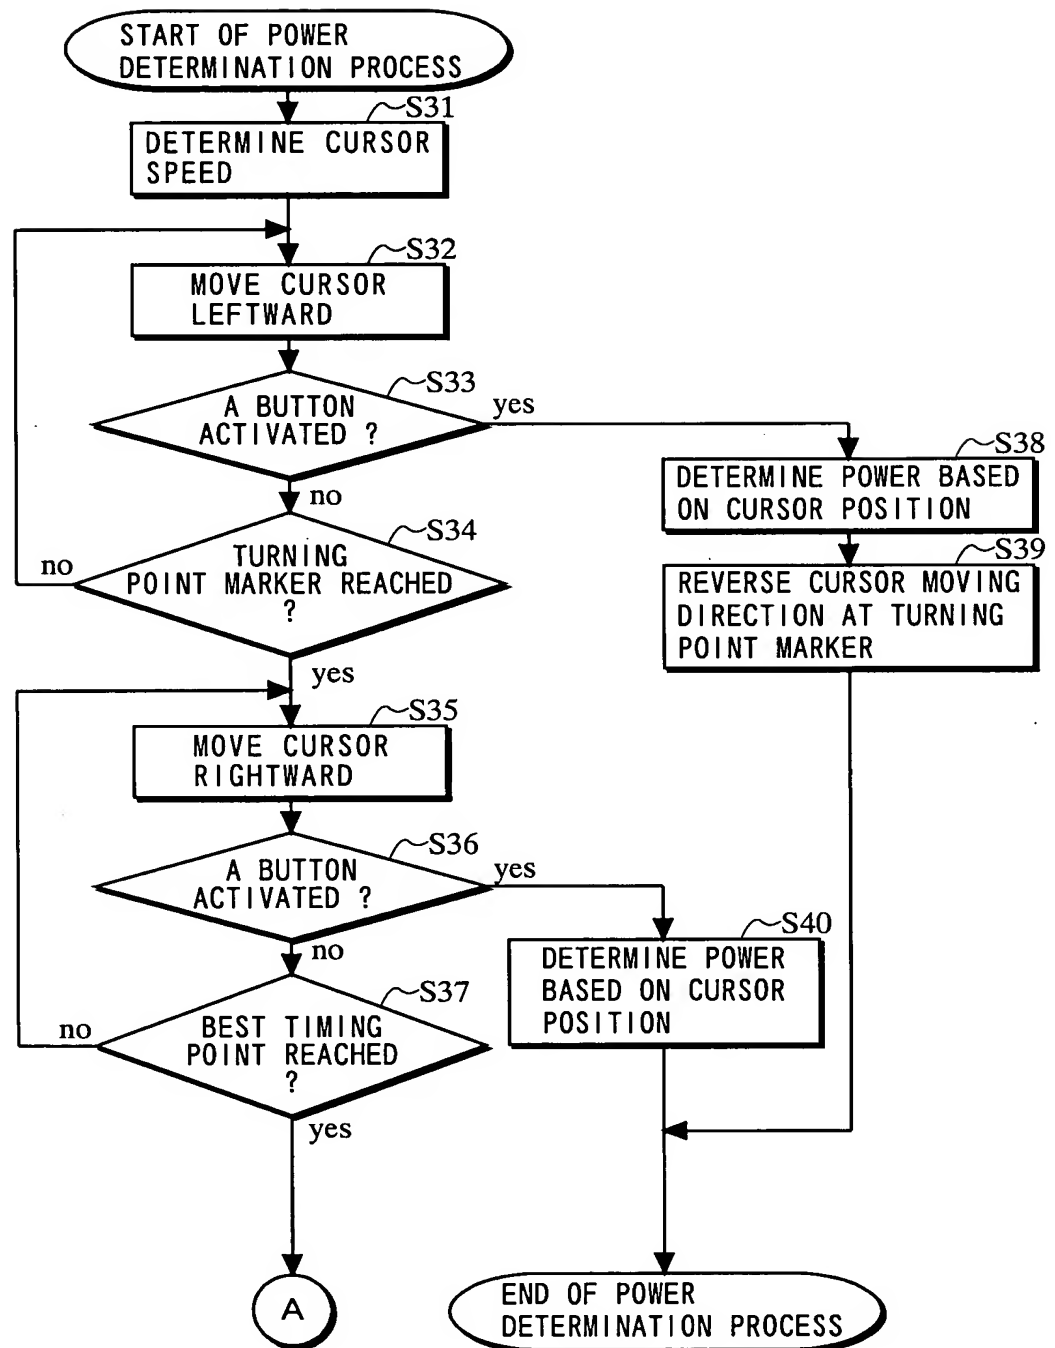 START OF POWER
DETERMINATION PROCESS
S31
DETERMINE CURSOR
SPEED
S32
MOVE CURSOR
LEFTWARD
S33
A BUTTON
ACTIVATED ?
yes
no
S38
DETERMINE POWER BASED
ON CURSOR POSITION
S34
TURNING
POINT MARKER REACHED
?
no
yes
S39
REVERSE CURSOR MOVING
DIRECTION AT TURNING
POINT MARKER
S35
MOVE CURSOR
RIGHTWARD
S36
A BUTTON
ACTIVATED ?
yes
no
S40
DETERMINE POWER
BASED ON CURSOR
POSITION
S37
BEST TIMING
POINT REACHED
?
no
yes
A
END OF POWER
DETERMINATION PROCESS